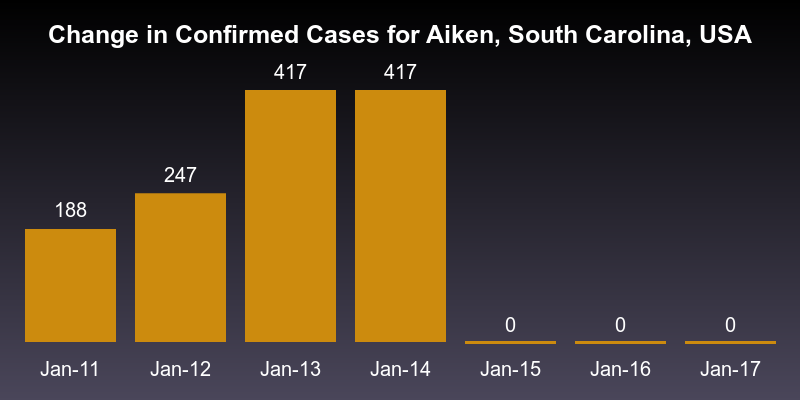 Change in Confirmed Cases for Aiken, South Carolina, USA
417 417
247
188
0 0 0
Jan-11 Jan-12 Jan-13 Jan-14 Jan-15 Jan-16 Jan-17